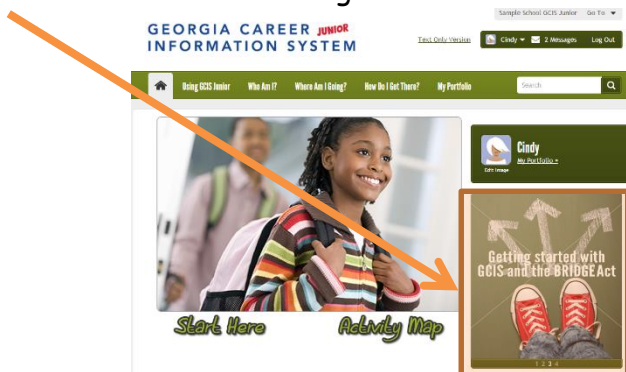 Sample School GCIS Junior Go To
GEORGIA CAREER JUNIOR
INFORMATION SYSTEM
Text Only Version
Cindy 2 Messages Log Out
Using GCIS Junior Who Am I? Where Am I Going? How Do I Get There? My Portfolio
Search
Cindy
My Portfolio
Edit Image
Getting started with
GCIS and the BRIDGE Act
Start Here Activity Map
1 2 3 4